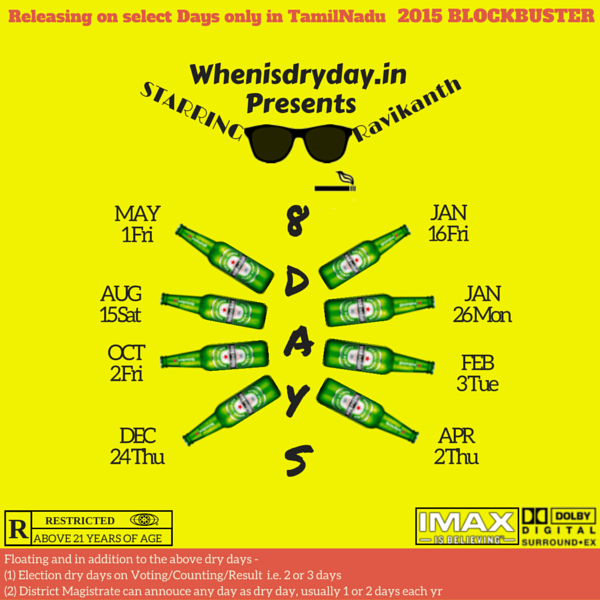 Releasing on select Days only in TamilNadu 2015 BLOCKBUSTER
Whenisdryday.in
Presents
STARRING Ravikanth
8
D
A
Y
S
MAY
1Fri
JAN
16Fri
AUG
15Sat
JAN
26Mon
OCT
2Fri
FEB
3Tue
DEC
24Thu
APR
2Thu
R RESTRICTED
ABOVE 21 YEARS OF AGE
IMAX
IS BELIEVING
DOLBY
DIGITAL
SURROUND•EX
Floating and in addition to the above dry days -
(1) Election dry days on Voting/Counting/Result i.e. 2 or 3 days
(2) District Magistrate can annouce any day as dry day, usually 1 or 2 days each yr